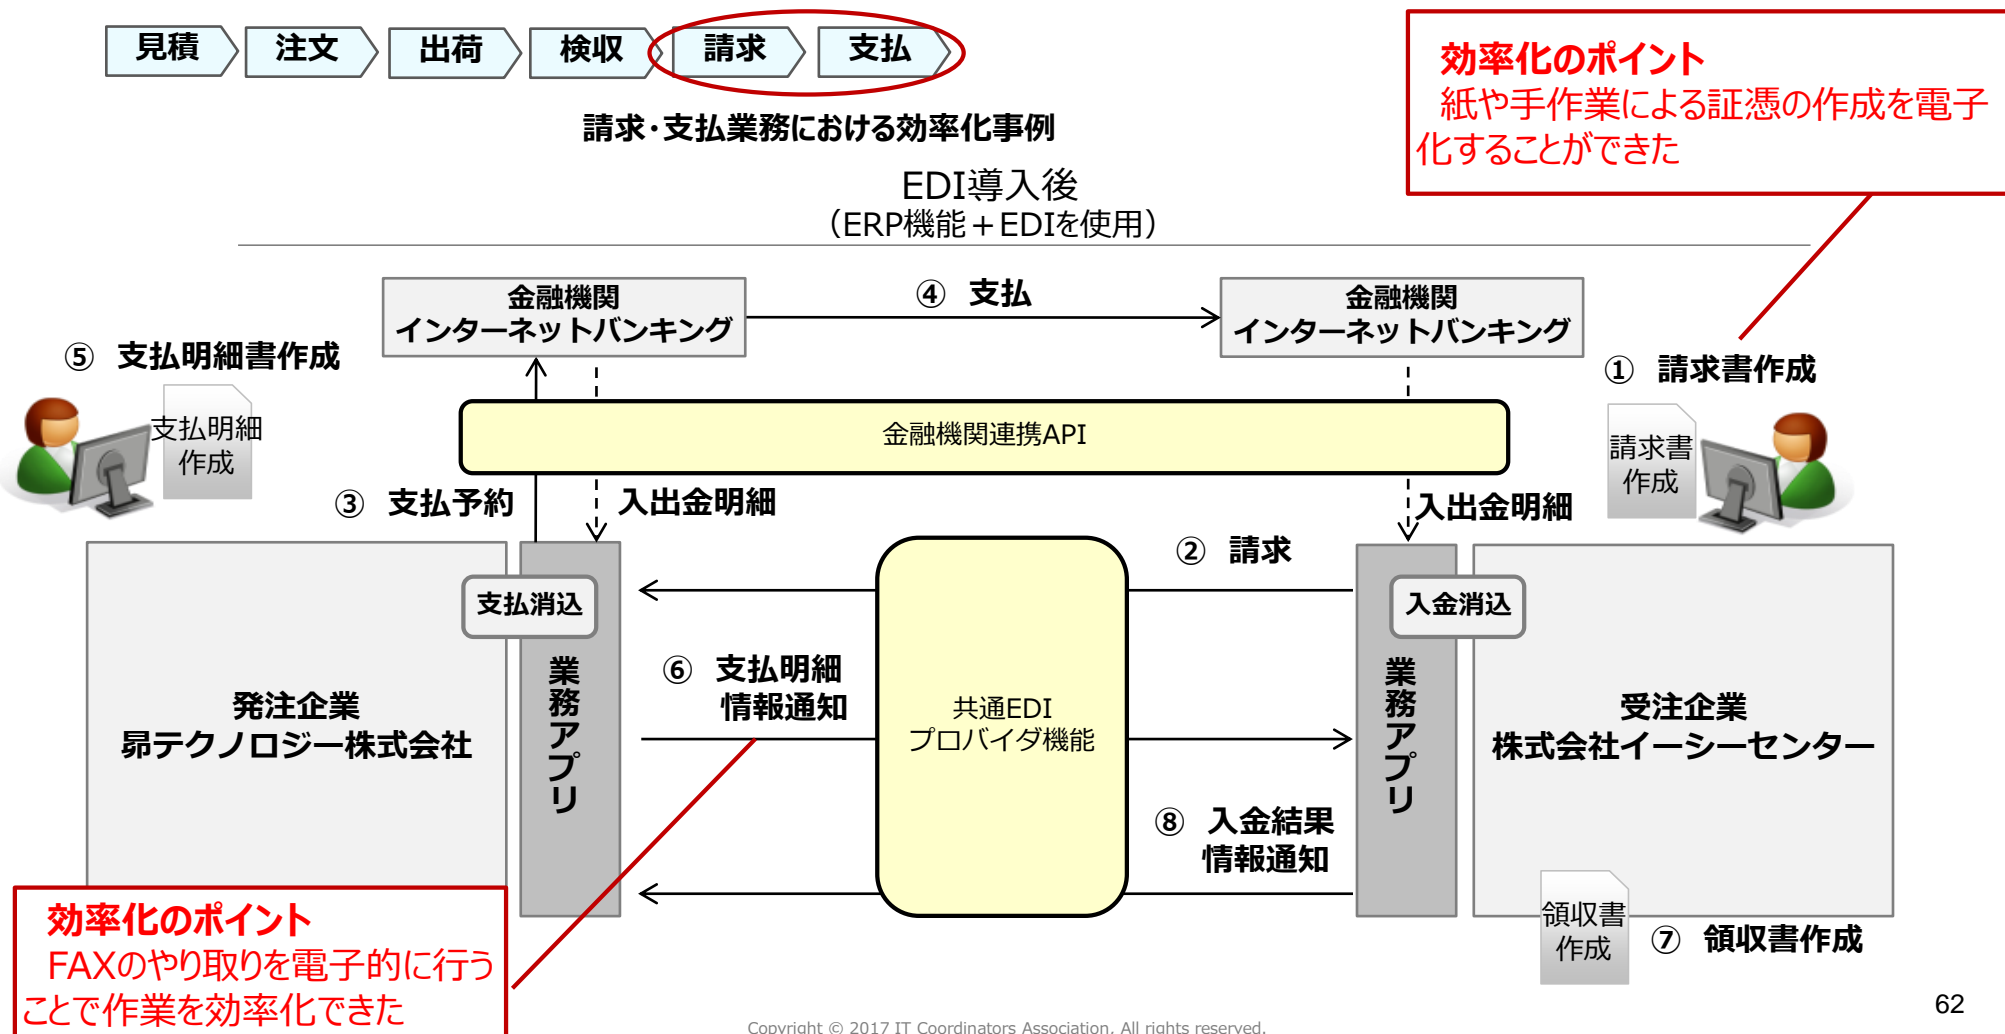 見積
注文
出荷
検収
請求
支払
請求・支払業務における効率化事例
効率化のポイント
紙や手作業による証憑の作成を電子
化することができた
EDI導入後
（ERP機能＋EDIを使用）
金融機関
インターネットバンキング
④ 支払
金融機関
インターネットバンキング
⑤ 支払明細書作成
支払明細
作成
① 請求書作成
請求書
作成
金融機関連携API
③ 支払予約
入出金明細
入出金明細
② 請求
支払消込
入金消込
発注企業
昴テクノロジー株式会社
業務アプリ
⑥ 支払明細
情報通知
共通EDI
プロバイダ機能
業務アプリ
受注企業
株式会社イーシーセンター
⑧ 入金結果
情報通知
領収書
作成
⑦ 領収書作成
効率化のポイント
FAXのやり取りを電子的に行う
ことで作業を効率化できた
Copyright © 2017 IT Coordinators Association, All rights reserved.
62